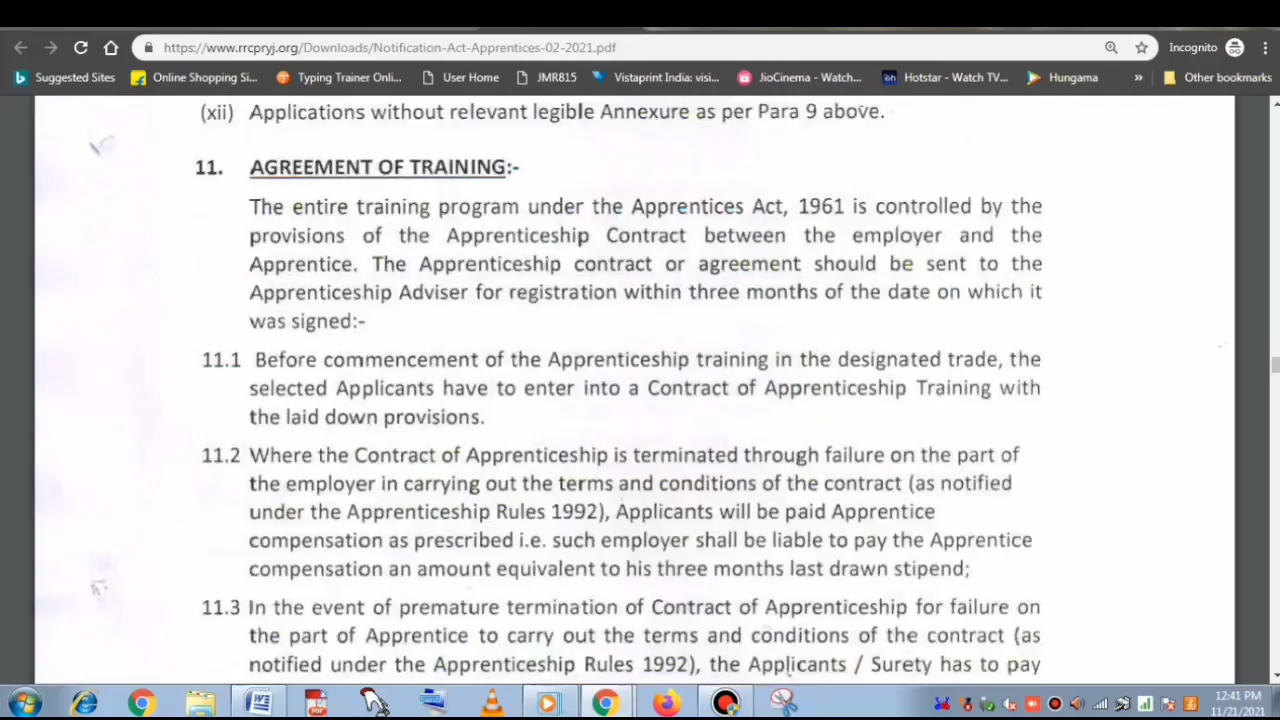 https://www.rrcpryj.org/Downloads/Notification-Act-Apprentices-02-2021.pdf
Incognito
Suggested Sites
Online Shopping Si...
Typing Trainer Onli...
User Home
JMR815
Vistaprint India: visi...
JioCinema - Watch...
Hotstar - Watch TV...
Hungama
»
Other bookmarks
(xii) Applications without relevant legible Annexure as per Para 9 above.
11. AGREEMENT OF TRAINING:-
The entire training program under the Apprentices Act, 1961 is controlled by the
provisions of the Apprenticeship Contract between the employer and the
Apprentice. The Apprenticeship contract or agreement should be sent to the
Apprenticeship Adviser for registration within three months of the date on which it
was signed:-
11.1 Before commencement of the Apprenticeship training in the designated trade, the
selected Applicants have to enter into a Contract of Apprenticeship Training with
the laid down provisions.
11.2 Where the Contract of Apprenticeship is terminated through failure on the part of
the employer in carrying out the terms and conditions of the contract (as notified
under the Apprenticeship Rules 1992), Applicants will be paid Apprentice
compensation as prescribed i.e. such employer shall be liable to pay the Apprentice
compensation an amount equivalent to his three months last drawn stipend;
11.3 In the event of premature termination of Contract of Apprenticeship for failure on
the part of Apprentice to carry out the terms and conditions of the contract (as
notified under the Apprenticeship Rules 1992), the Applicants / Surety has to pay
12:41 PM
11/21/2021